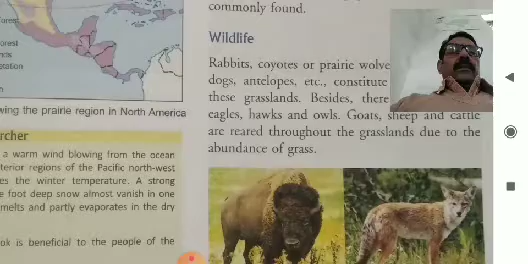 commonly found.
Wildlife
Rabbits, coyotes or prairie wolve
dogs, antelopes, etc., constitute
these grasslands. Besides, there
eagles, hawks and owls. Goats, sheep and cattle
are reared throughout the grasslands due to the
abundance of grass.
orest
wing the prairie region in North America
rcher
a warm wind blowing from the ocean
terior regions of the Pacific north-west
es the winter temperature. A strong
e foot deep snow almost vanish in one
melts and partly evaporates in the dry
ok is beneficial to the people of the